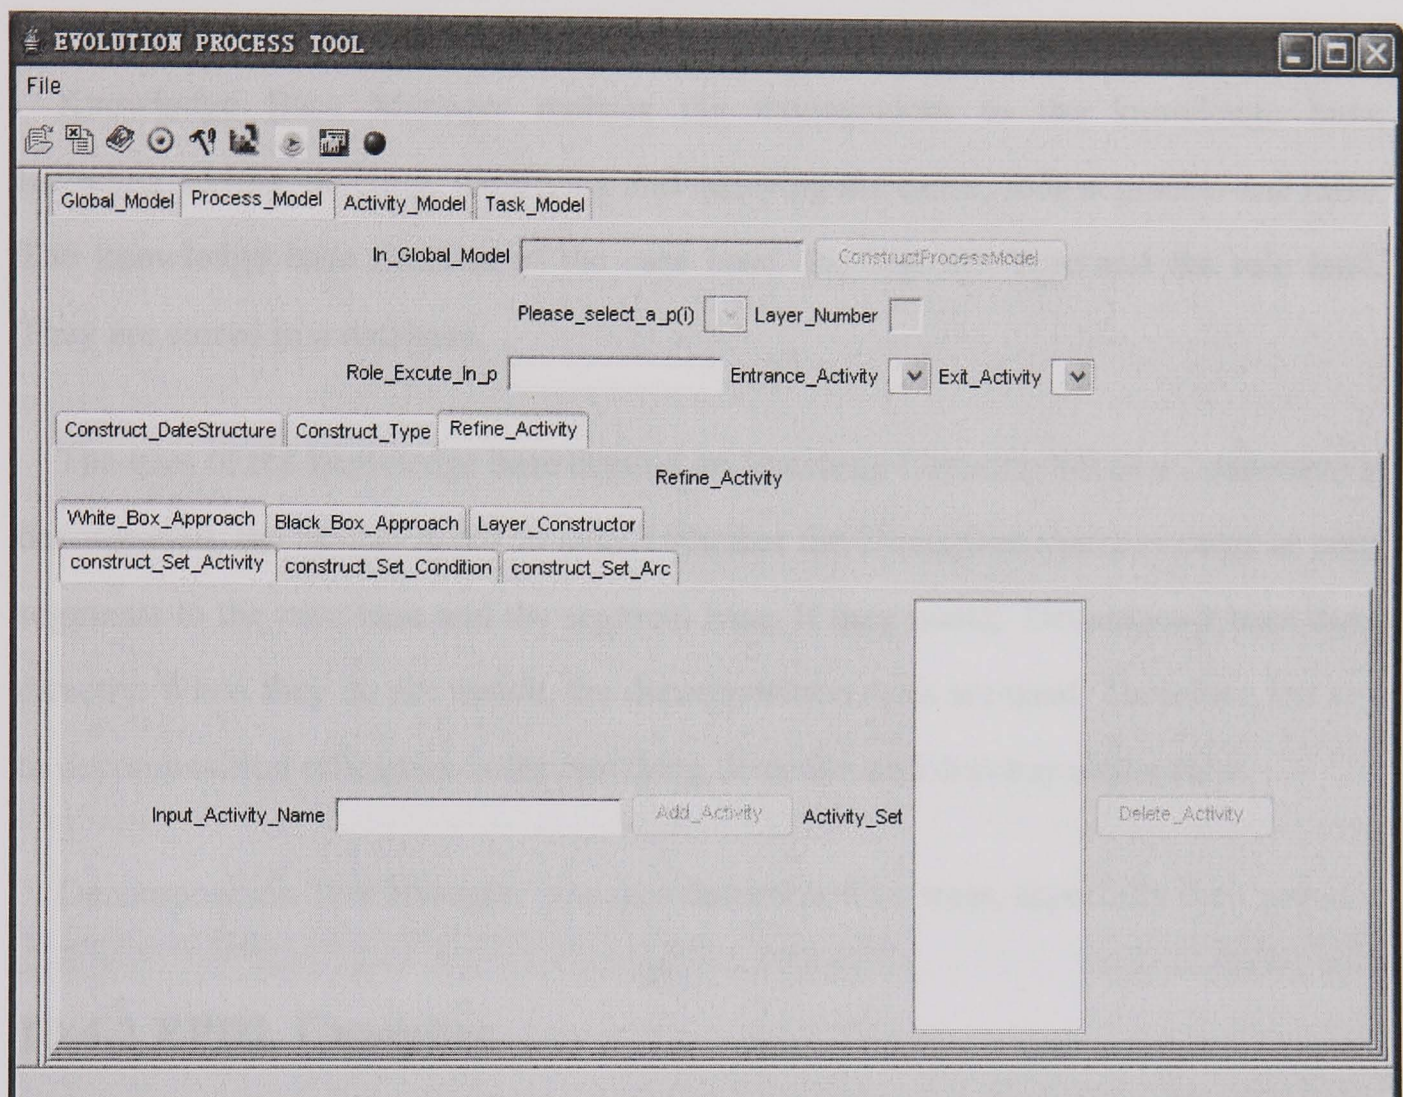 EVOLUTION PROCESS TOOL
File
Global_Model Process_Model Activity_Model Task_Model
In_Global_Model ConstructProcessModel
Please_select_a_p(i) Layer_Number
Role_Excute_In_p Entrance_Activity Exit_Activity
Construct_DateStructure Construct_Type Refine_Activity
Refine_Activity
White_Box_Approach Black_Box_Approach Layer_Constructor
construct_Set_Activity construct_Set_Condition construct_Set_Arc
Input_Activity_Name Add_Activity Activity_Set Delete_Activity